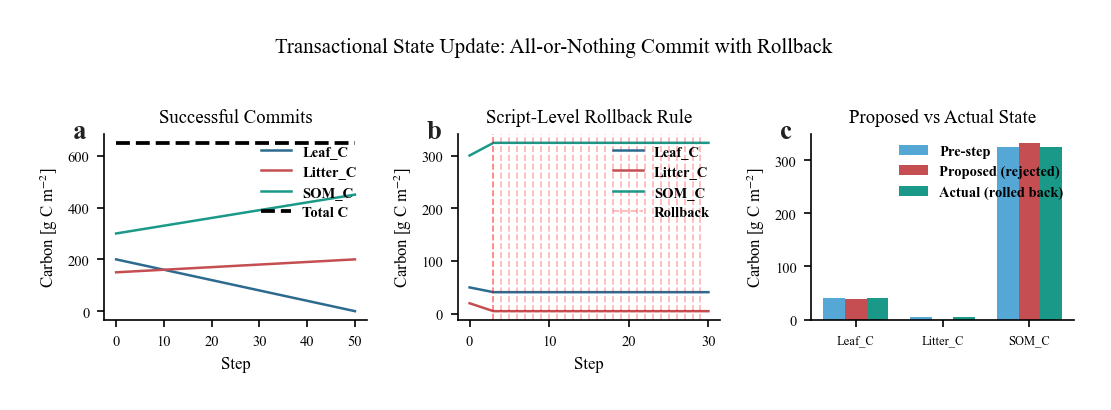 Transactional State Update: All-or-Nothing Commit with Rollback
a
Successful Commits
Carbon [g C m⁻²]
600
400
200
0
0 10 20 30 40 50
Step
Leaf_C
Litter_C
SOM_C
Total C
b
Script-Level Rollback Rule
Carbon [g C m⁻²]
300
200
100
0
0 10 20 30
Step
Leaf_C
Litter_C
SOM_C
Rollback
c
Proposed vs Actual State
Carbon [g C m⁻²]
300
200
100
0
Leaf_C Litter_C SOM_C
Pre-step
Proposed (rejected)
Actual (rolled back)